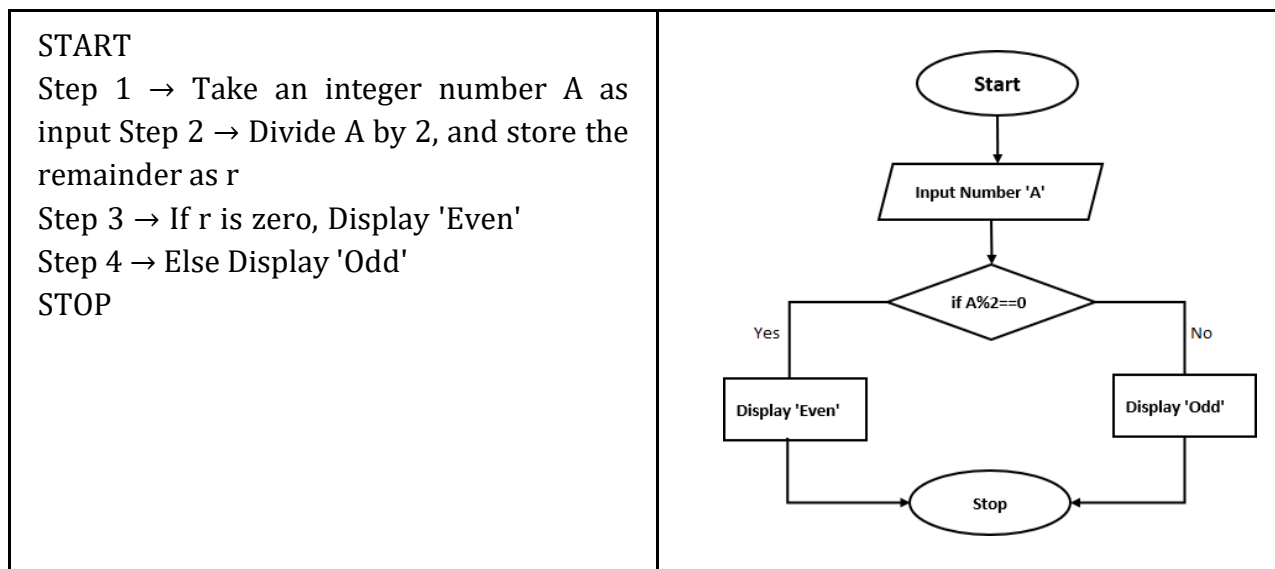 START
Step 1 → Take an integer number A as
input Step 2 → Divide A by 2, and store the
remainder as r
Step 3 → If r is zero, Display 'Even'
Step 4 → Else Display 'Odd'
STOP
Start
Input Number 'A'
if A%2==0
Yes
No
Display 'Even'
Display 'Odd'
Stop